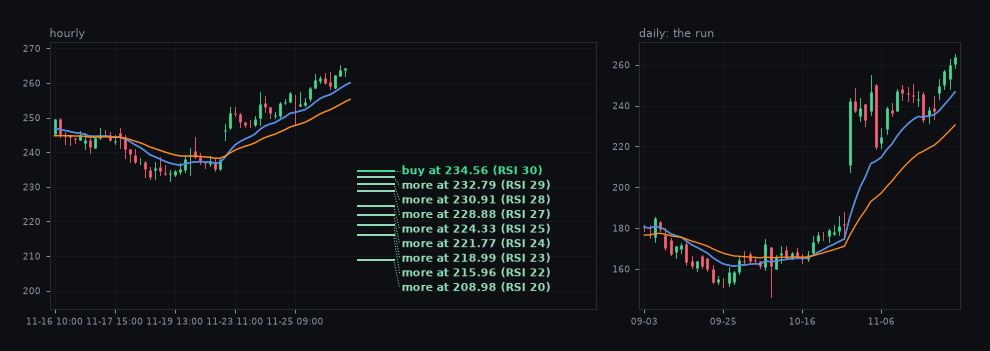 hourly
270
260
250
240
230
220
210
200
buy at 234.56 (RSI 30)
more at 232.79 (RSI 29)
more at 230.91 (RSI 28)
more at 228.88 (RSI 27)
more at 224.33 (RSI 25)
more at 221.77 (RSI 24)
more at 218.99 (RSI 23)
more at 215.96 (RSI 22)
more at 208.98 (RSI 20)
11-16 10:00 11-17 15:00 11-19 13:00 11-23 11:00 11-25 09:00
daily: the run
260
240
220
200
180
160
09-03 09-25 10-16 11-06